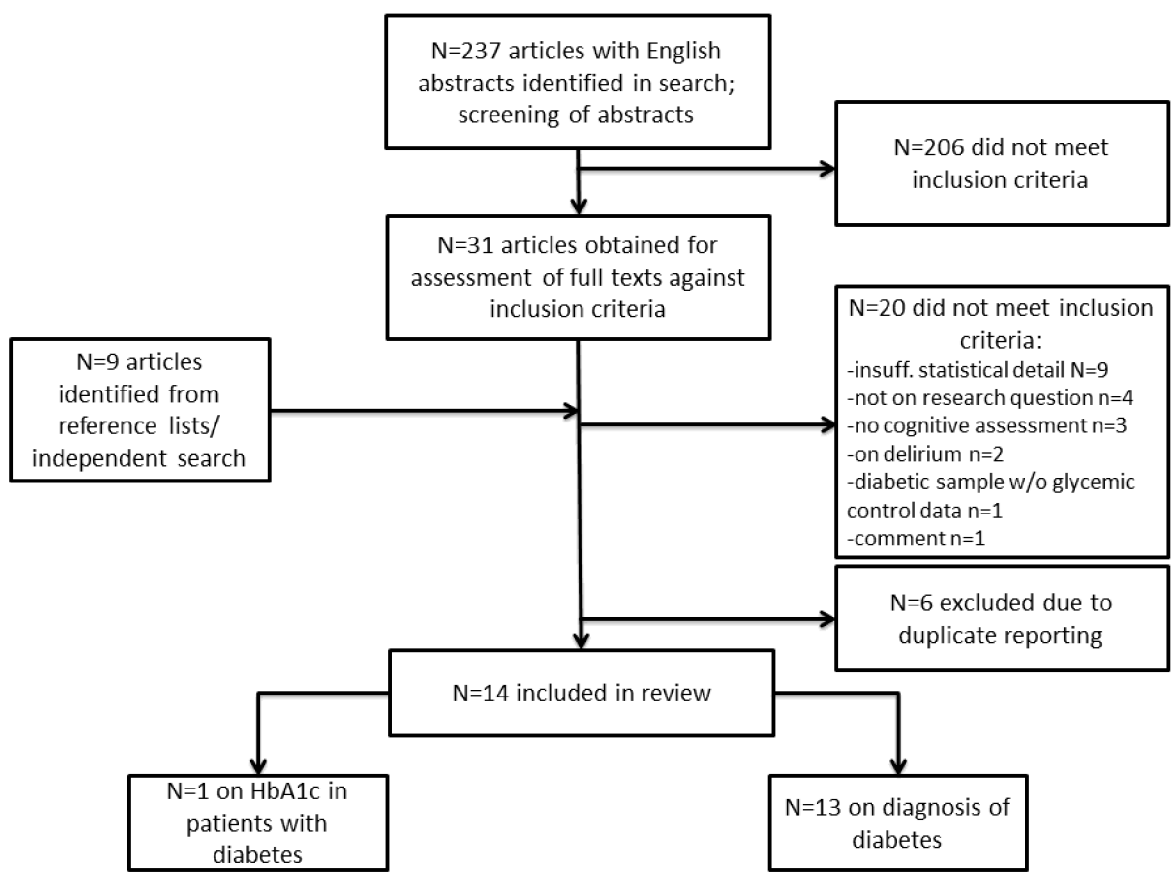 N=237 articles with English
abstracts identified in search;
screening of abstracts
N=206 did not meet
inclusion criteria
N=31 articles obtained for
assessment of full texts against
inclusion criteria
N=9 articles
identified from
reference lists/
independent search
N=20 did not meet inclusion
criteria:
-insuff. statistical detail N=9
-not on research question n=4
-no cognitive assessment n=3
-on delirium n=2
-diabetic sample w/o glycemic
control data n=1
-comment n=1
N=6 excluded due to
duplicate reporting
N=14 included in review
N=1 on HbA1c in
patients with
diabetes
N=13 on diagnosis of
diabetes